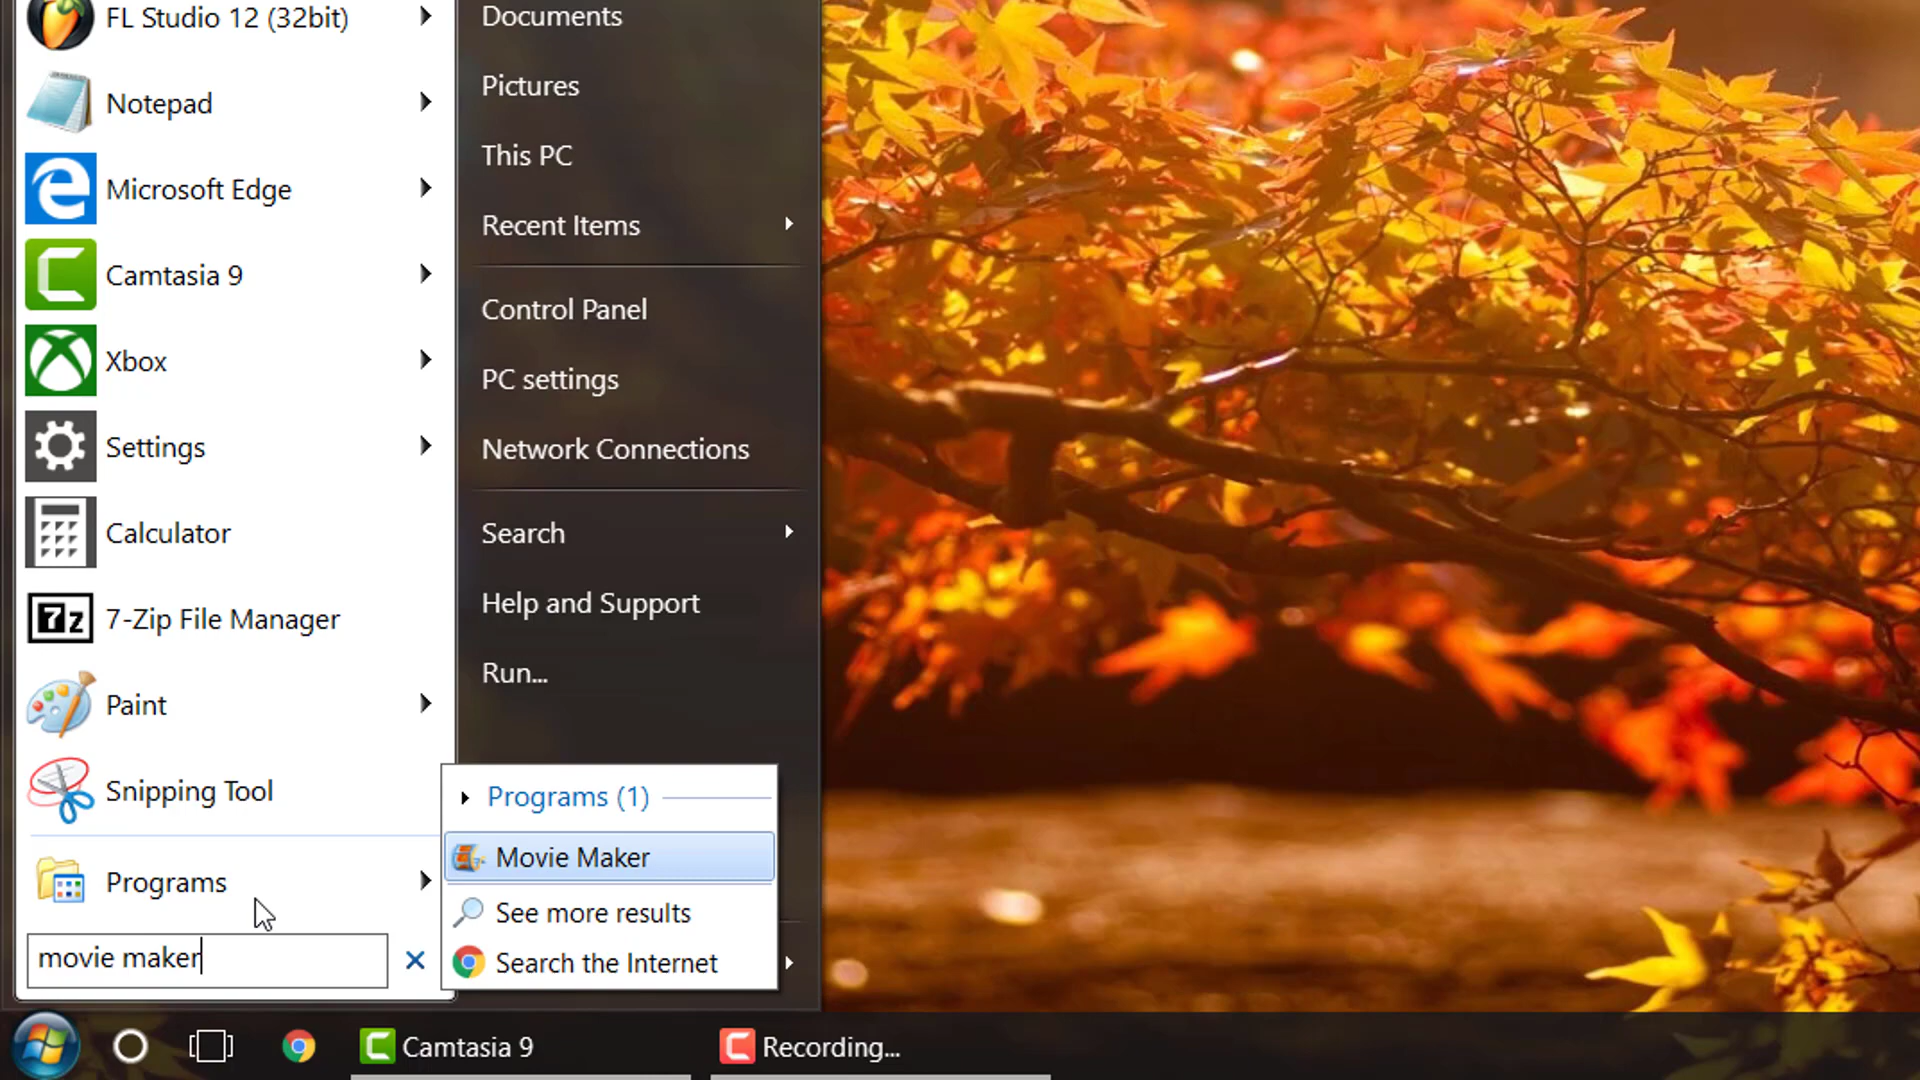 FL Studio 12 (32bit)
Notepad
Microsoft Edge
Camtasia 9
Xbox
Settings
Calculator
7z 7-Zip File Manager
Paint
Snipping Tool
Programs
movie maker
Documents
Pictures
This PC
Recent Items
Control Panel
PC settings
Network Connections
Search
Help and Support
Run...
Programs (1)
Movie Maker
See more results
Search the Internet
Camtasia 9
Recording...